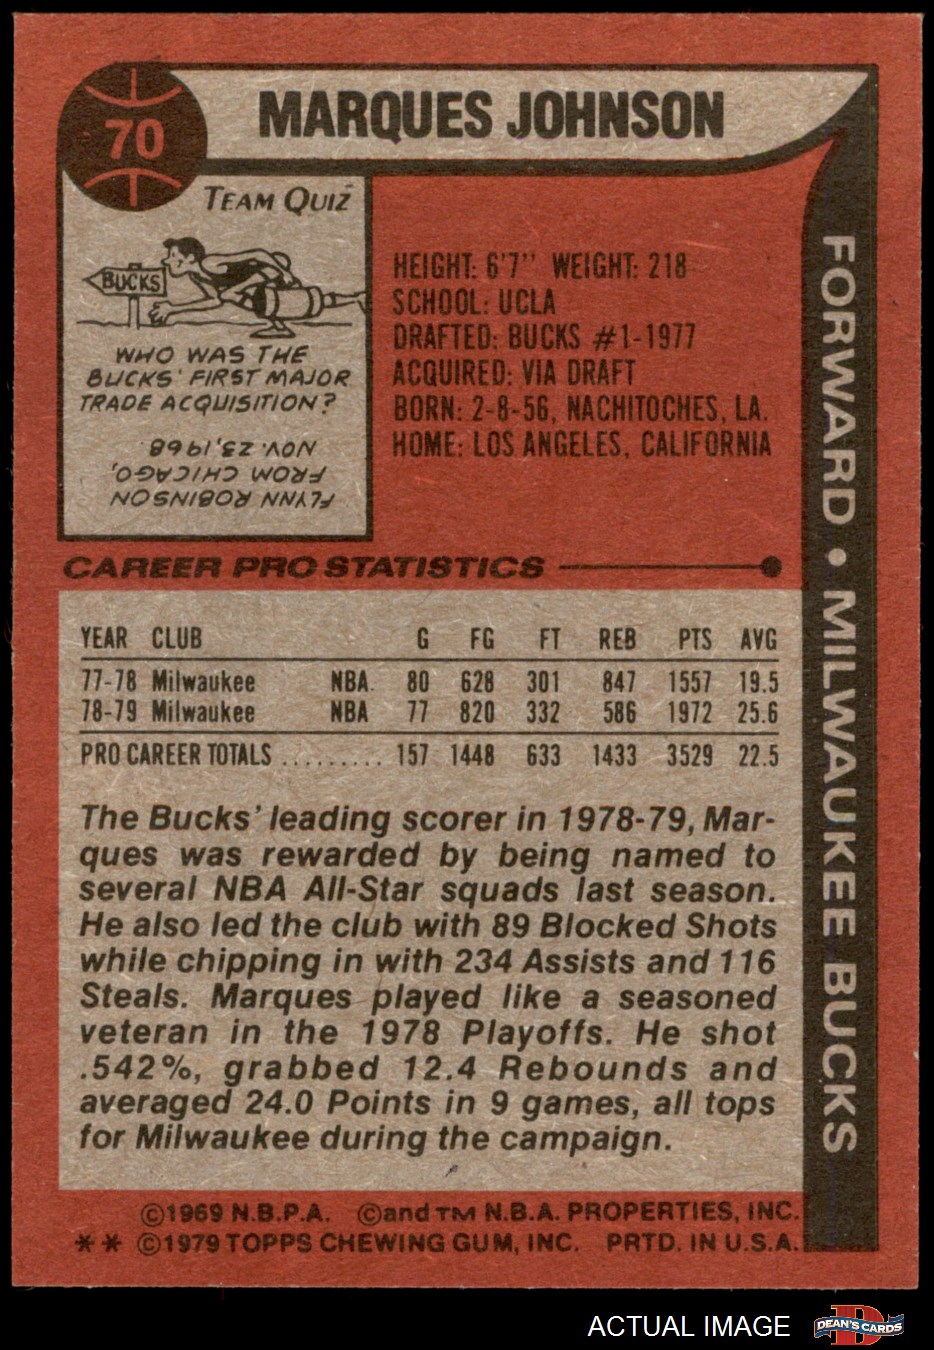 70
MARQUES JOHNSON
TEAM QUIZ
BUCKS
WHO WAS THE
BUCKS' FIRST MAJOR
TRADE ACQUISITION?
FLYNN ROBINSON
FROM CHICAGO,
NOV. 23, 1968
HEIGHT: 6'7" WEIGHT: 218
SCHOOL: UCLA
DRAFTED: BUCKS #1-1977
ACQUIRED: VIA DRAFT
BORN: 2-8-56, NACHITOCHES, LA.
HOME: LOS ANGELES, CALIFORNIA
FORWARD • MILWAUKEE BUCKS
CAREER PRO STATISTICS
YEAR CLUB G FG FT REB PTS AVG
77-78 Milwaukee NBA 80 628 301 847 1557 19.5
78-79 Milwaukee NBA 77 820 332 586 1972 25.6
PRO CAREER TOTALS ......... 157 1448 633 1433 3529 22.5
The Bucks' leading scorer in 1978-79, Mar-
ques was rewarded by being named to
several NBA All-Star squads last season.
He also led the club with 89 Blocked Shots
while chipping in with 234 Assists and 116
Steals. Marques played like a seasoned
veteran in the 1978 Playoffs. He shot
.542%, grabbed 12.4 Rebounds and
averaged 24.0 Points in 9 games, all tops
for Milwaukee during the campaign.
©1969 N.B.P.A. ©and TM N.B.A. PROPERTIES, INC.
** ©1979 TOPPS CHEWING GUM, INC. PRTD. IN U.S.A.
ACTUAL IMAGE
DEAN'S CARDS